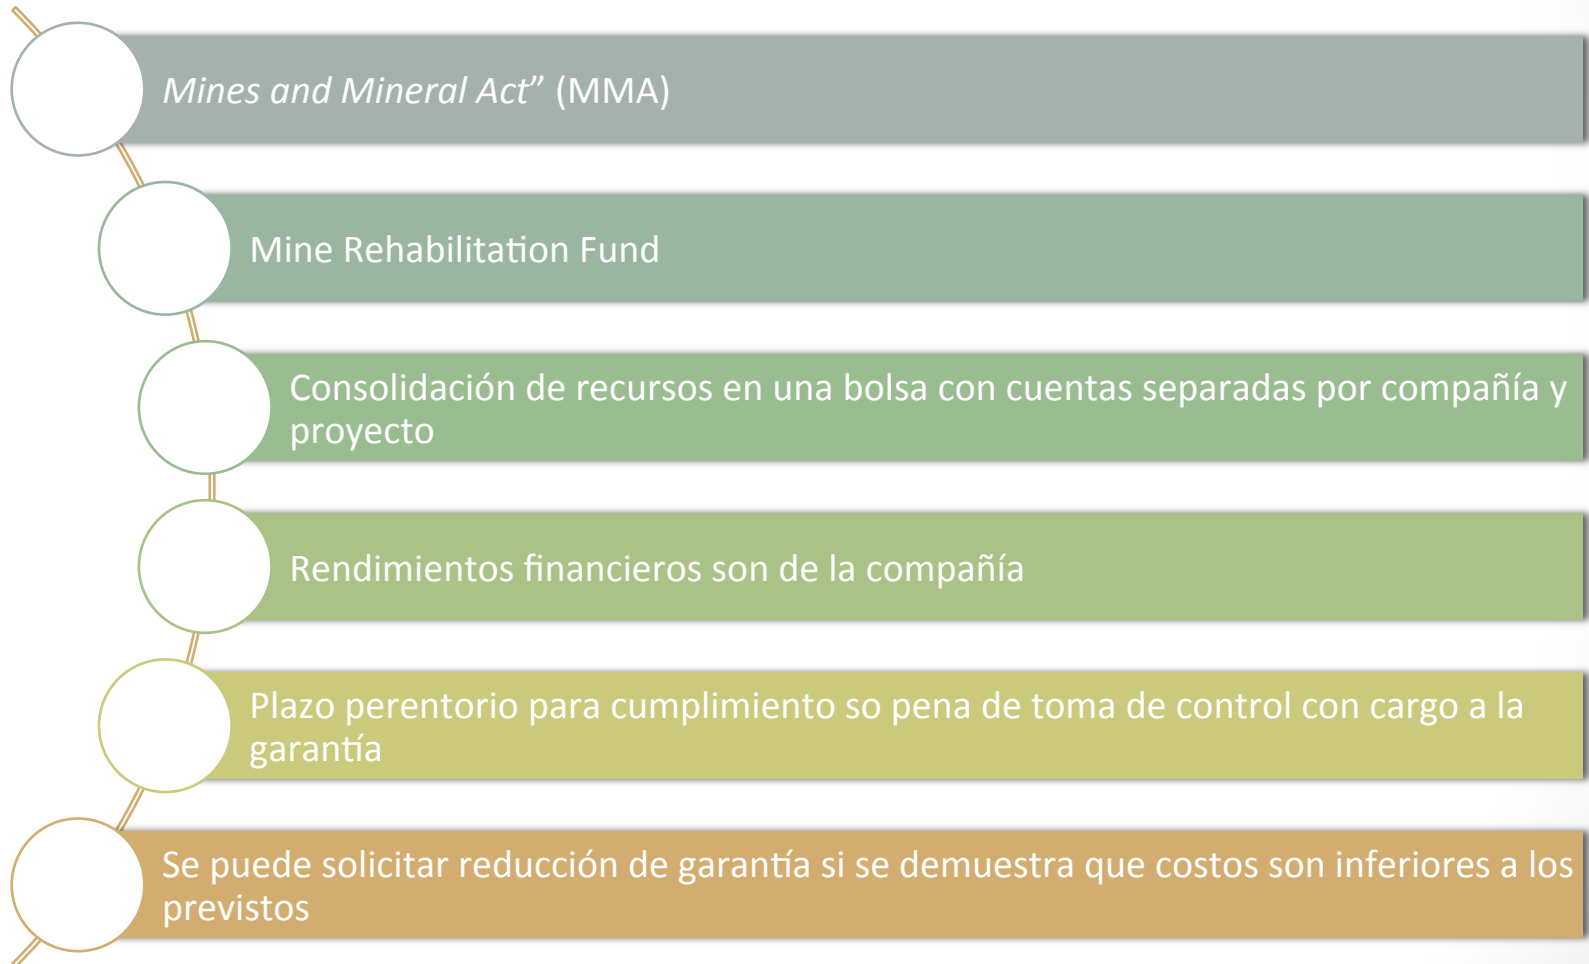 Mines and Mineral Act” (MMA)
Mine Rehabilitation Fund
Consolidación de recursos en una bolsa con cuentas separadas por compañía y
proyecto
Rendimientos financieros son de la compañía
Plazo perentorio para cumplimiento so pena de toma de control con cargo a la
garantía
Se puede solicitar reducción de garantía si se demuestra que costos son inferiores a los
previstos